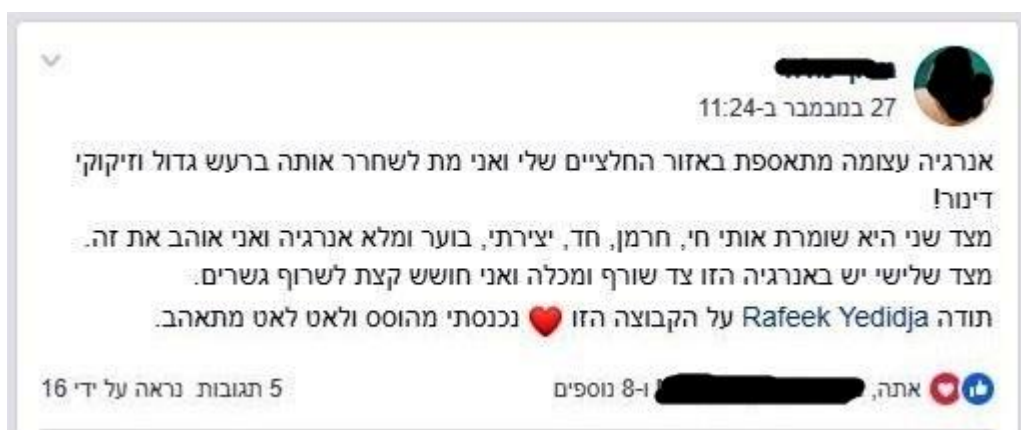 27 בנובמבר ב-11:24
אנרגיה עצומה מתאספת באזור החלציים שלי ואני מת לשחרר אותה ברעש גדול וזיקוקי
דינור!
מצד שני היא שומרת אותי חי, חרמן, חד, יצירתי, בוער ומלא אנרגיה ואני אוהב את זה.
מצד שלישי יש באנרגיה הזו צד שורף ומכלה ואני חושש קצת לשרוף גשרים.
תודה Rafeek Yedidja על הקבוצה הזו ❤ נכנסתי מהוסס ולאט לאט מתאהב.
אתה, ו-8 נוספים
5 תגובות נראה על ידי 16